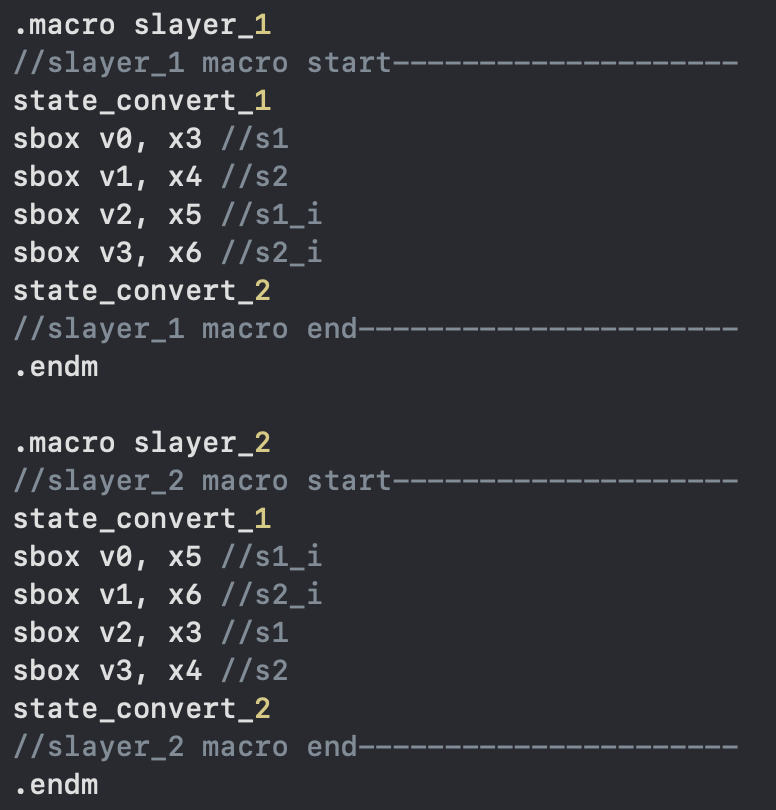 .macro slayer_1
//slayer_1 macro start--------------------
state_convert_1
sbox v0, x3 //s1
sbox v1, x4 //s2
sbox v2, x5 //s1_i
sbox v3, x6 //s2_i
state_convert_2
//slayer_1 macro end----------------------
.endm

.macro slayer_2
//slayer_2 macro start--------------------
state_convert_1
sbox v0, x5 //s1_i
sbox v1, x6 //s2_i
sbox v2, x3 //s1
sbox v3, x4 //s2
state_convert_2
//slayer_2 macro end----------------------
.endm